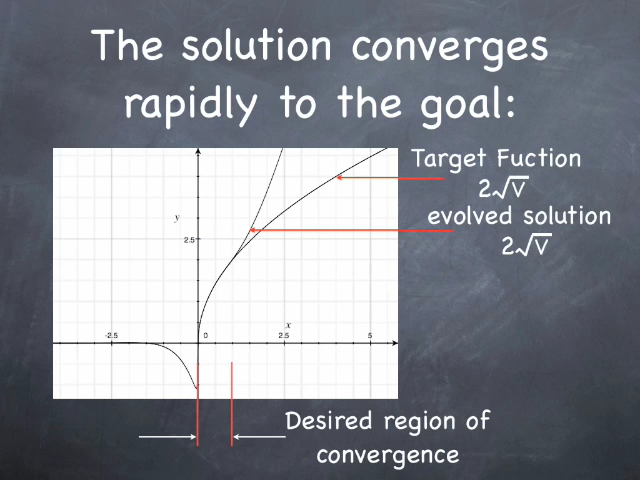 The solution converges
rapidly to the goal:
Target Fuction
2√v
evolved solution
2√v
y
2.5
x
-2.5
0
2.5
5
Desired region of
convergence